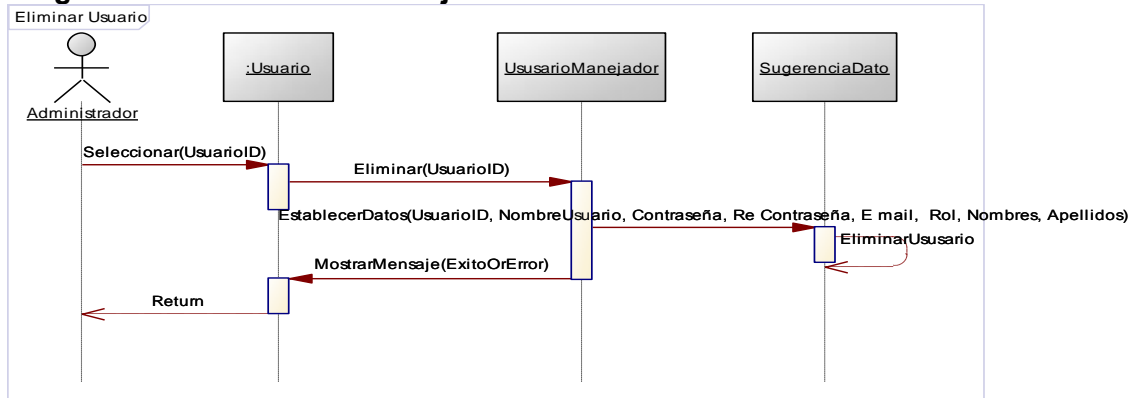 Eliminar Usuario
:Usuario
UsusarioManejador
SugerenciaDato
Administrador
Seleccionar(UsuarioID)
Eliminar(UsuarioID)
EstablecerDatos(UsuarioID, NombreUsuario, Contraseña, Re Contraseña, E mail, Rol, Nombres, Apellidos)
EliminarUsusario
MostrarMensaje(ExitoOrError)
Return